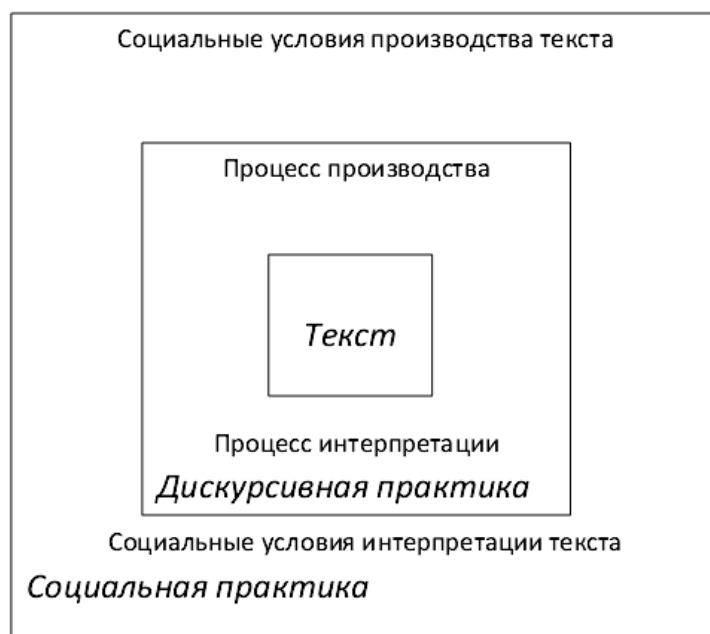 Социальные условия производства текста
Процесс производства
Текст
Процесс интерпретации
Дискурсивная практика
Социальные условия интерпретации текста
Социальная практика